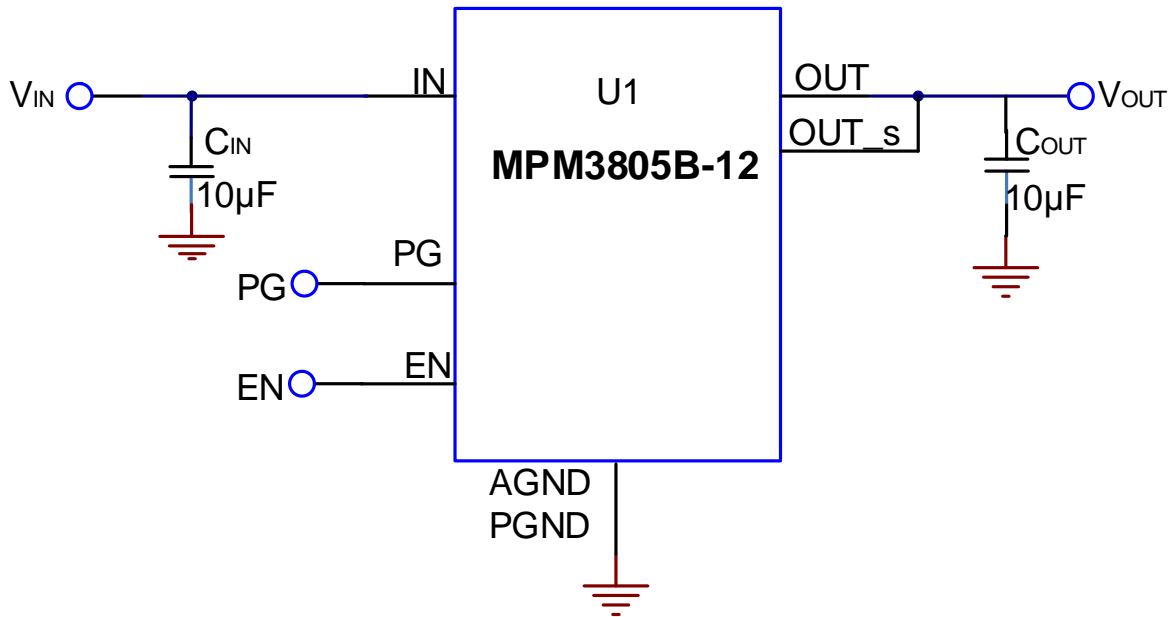 VIN
IN
U1
OUT
VOUT
CIN
10µF
OUT_s
MPM3805B-12
COUT
10µF
PG
PG
EN
EN
AGND
PGND